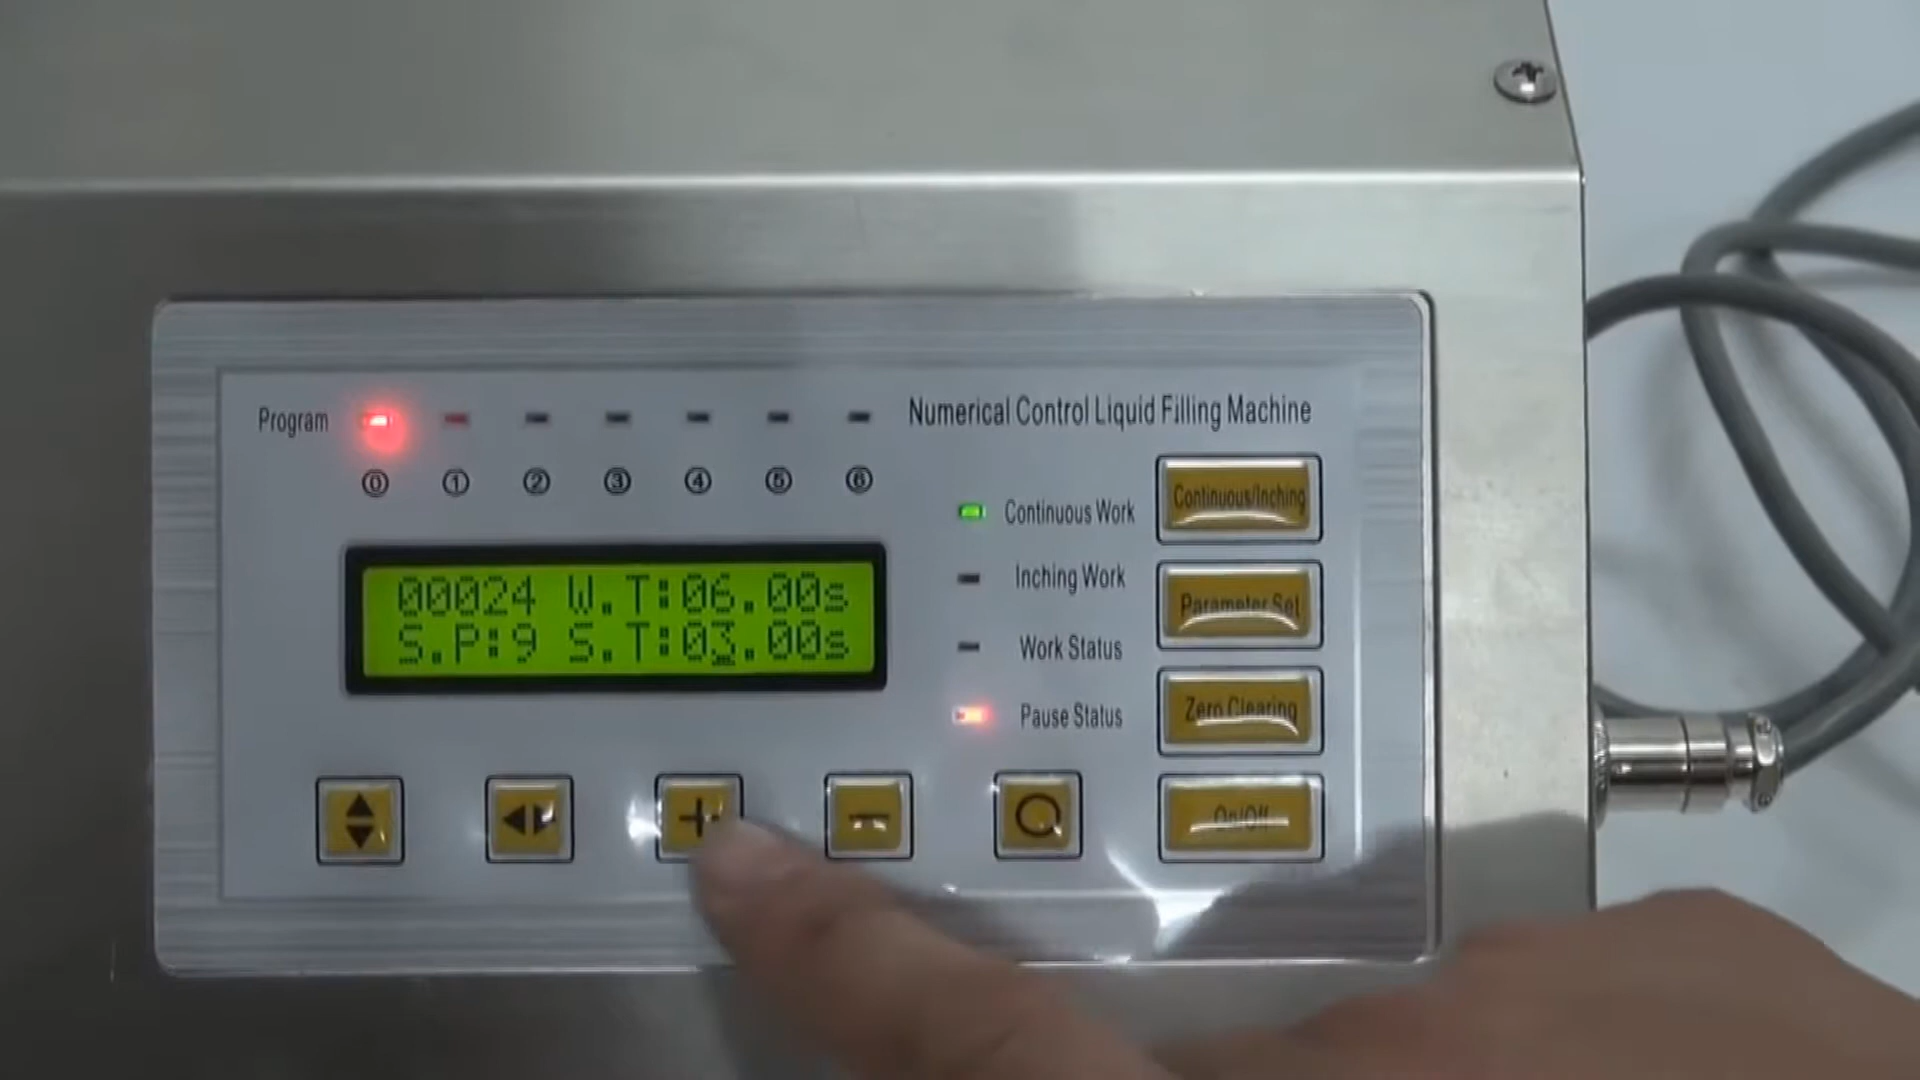 Program
Numerical Control Liquid Filling Machine
⓪ ① ② ③ ④ ⑤ ⑥
Continuous Work
Continuous/Inching
00024 W.T:06.00s
S.P:9 S.T:03.00s
Inching Work
Parameter Set
Work Status
Zero Clearing
Pause Status
+
−
On/Off